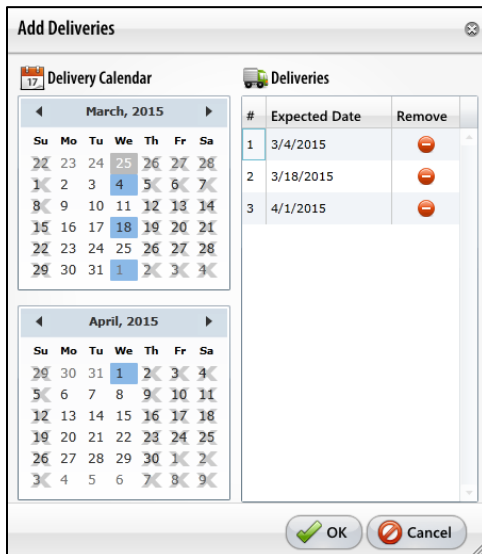 Add Deliveries
17 Delivery Calendar
March, 2015
Su Mo Tu We Th Fr Sa
22 23 24 25 26 27 28
1 2 3 4 5 6 7
8 9 10 11 12 13 14
15 16 17 18 19 20 21
22 23 24 25 26 27 28
29 30 31 1 2 3 4
April, 2015
Su Mo Tu We Th Fr Sa
29 30 31 1 2 3 4
5 6 7 8 9 10 11
12 13 14 15 16 17 18
19 20 21 22 23 24 25
26 27 28 29 30 1 2
3 4 5 6 7 8 9
Deliveries
# Expected Date Remove
1 3/4/2015
2 3/18/2015
3 4/1/2015
OK Cancel